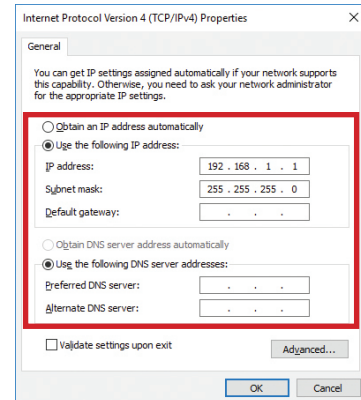 Internet Protocol Version 4 (TCP/IPv4) Properties
General
You can get IP settings assigned automatically if your network supports
this capability. Otherwise, you need to ask your network administrator
for the appropriate IP settings.
Obtain an IP address automatically
Use the following IP address:
IP address: 192 . 168 . 1 . 1
Subnet mask: 255 . 255 . 255 . 0
Default gateway: . . .
Obtain DNS server address automatically
Use the following DNS server addresses:
Preferred DNS server: . . .
Alternate DNS server: . . .
Validate settings upon exit
Advanced...
OK Cancel